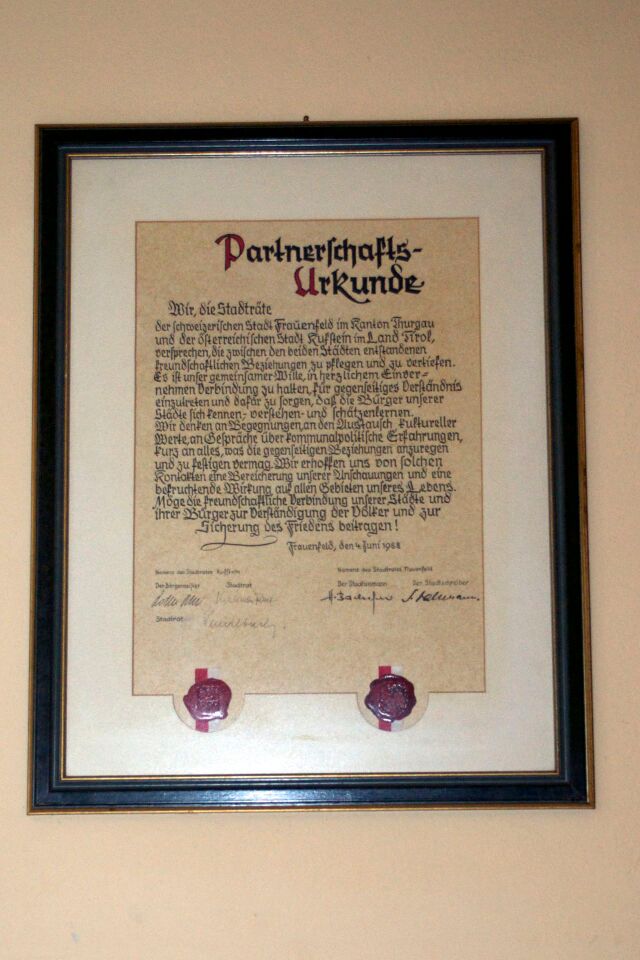 Partnerschafts-
Urkunde
Wir, die Stadträte
der schweizerischen Stadt Frauenfeld im Kanton Thurgau
und der österreichischen Stadt Kufstein im Land Tirol,
versprechen, die zwischen den beiden Städten entstandenen
freundschaftlichen Beziehungen zu pflegen und zu vertiefen.
Es ist unser gemeinsamer Wille, in herzlichem Einver-
nehmen Verbindung zu halten, für gegenseitiges Verständnis
einzutreten und dafür zu sorgen, daß die Bürger unserer
Städte sich kennen-, verstehen- und schätzenlernen.
Wir denken an Begegnungen, an den Austausch kultureller
Werte, an Gespräche über kommunalpolitische Erfahrungen,
kurz an alles, was die gegenseitigen Beziehungen anzuregen
und zu festigen vermag. Wir erhoffen uns von solchen
Kontakten eine Bereicherung unserer Anschauungen und eine
befruchtende Wirkung auf allen Gebieten unseres Lebens.
Möge die freundschaftliche Verbindung unserer Städte und
ihrer Bürger zur Verständigung der Völker und zur
Sicherung des Friedens beitragen!
Frauenfeld, den 4. Juni 1988
Namens des Stadtrates Kufstein
Der Bürgermeister Stadtrat
Stadtrat
Namens des Stadtrates Frauenfeld
Der Stadtammann Der Stadtschreiber